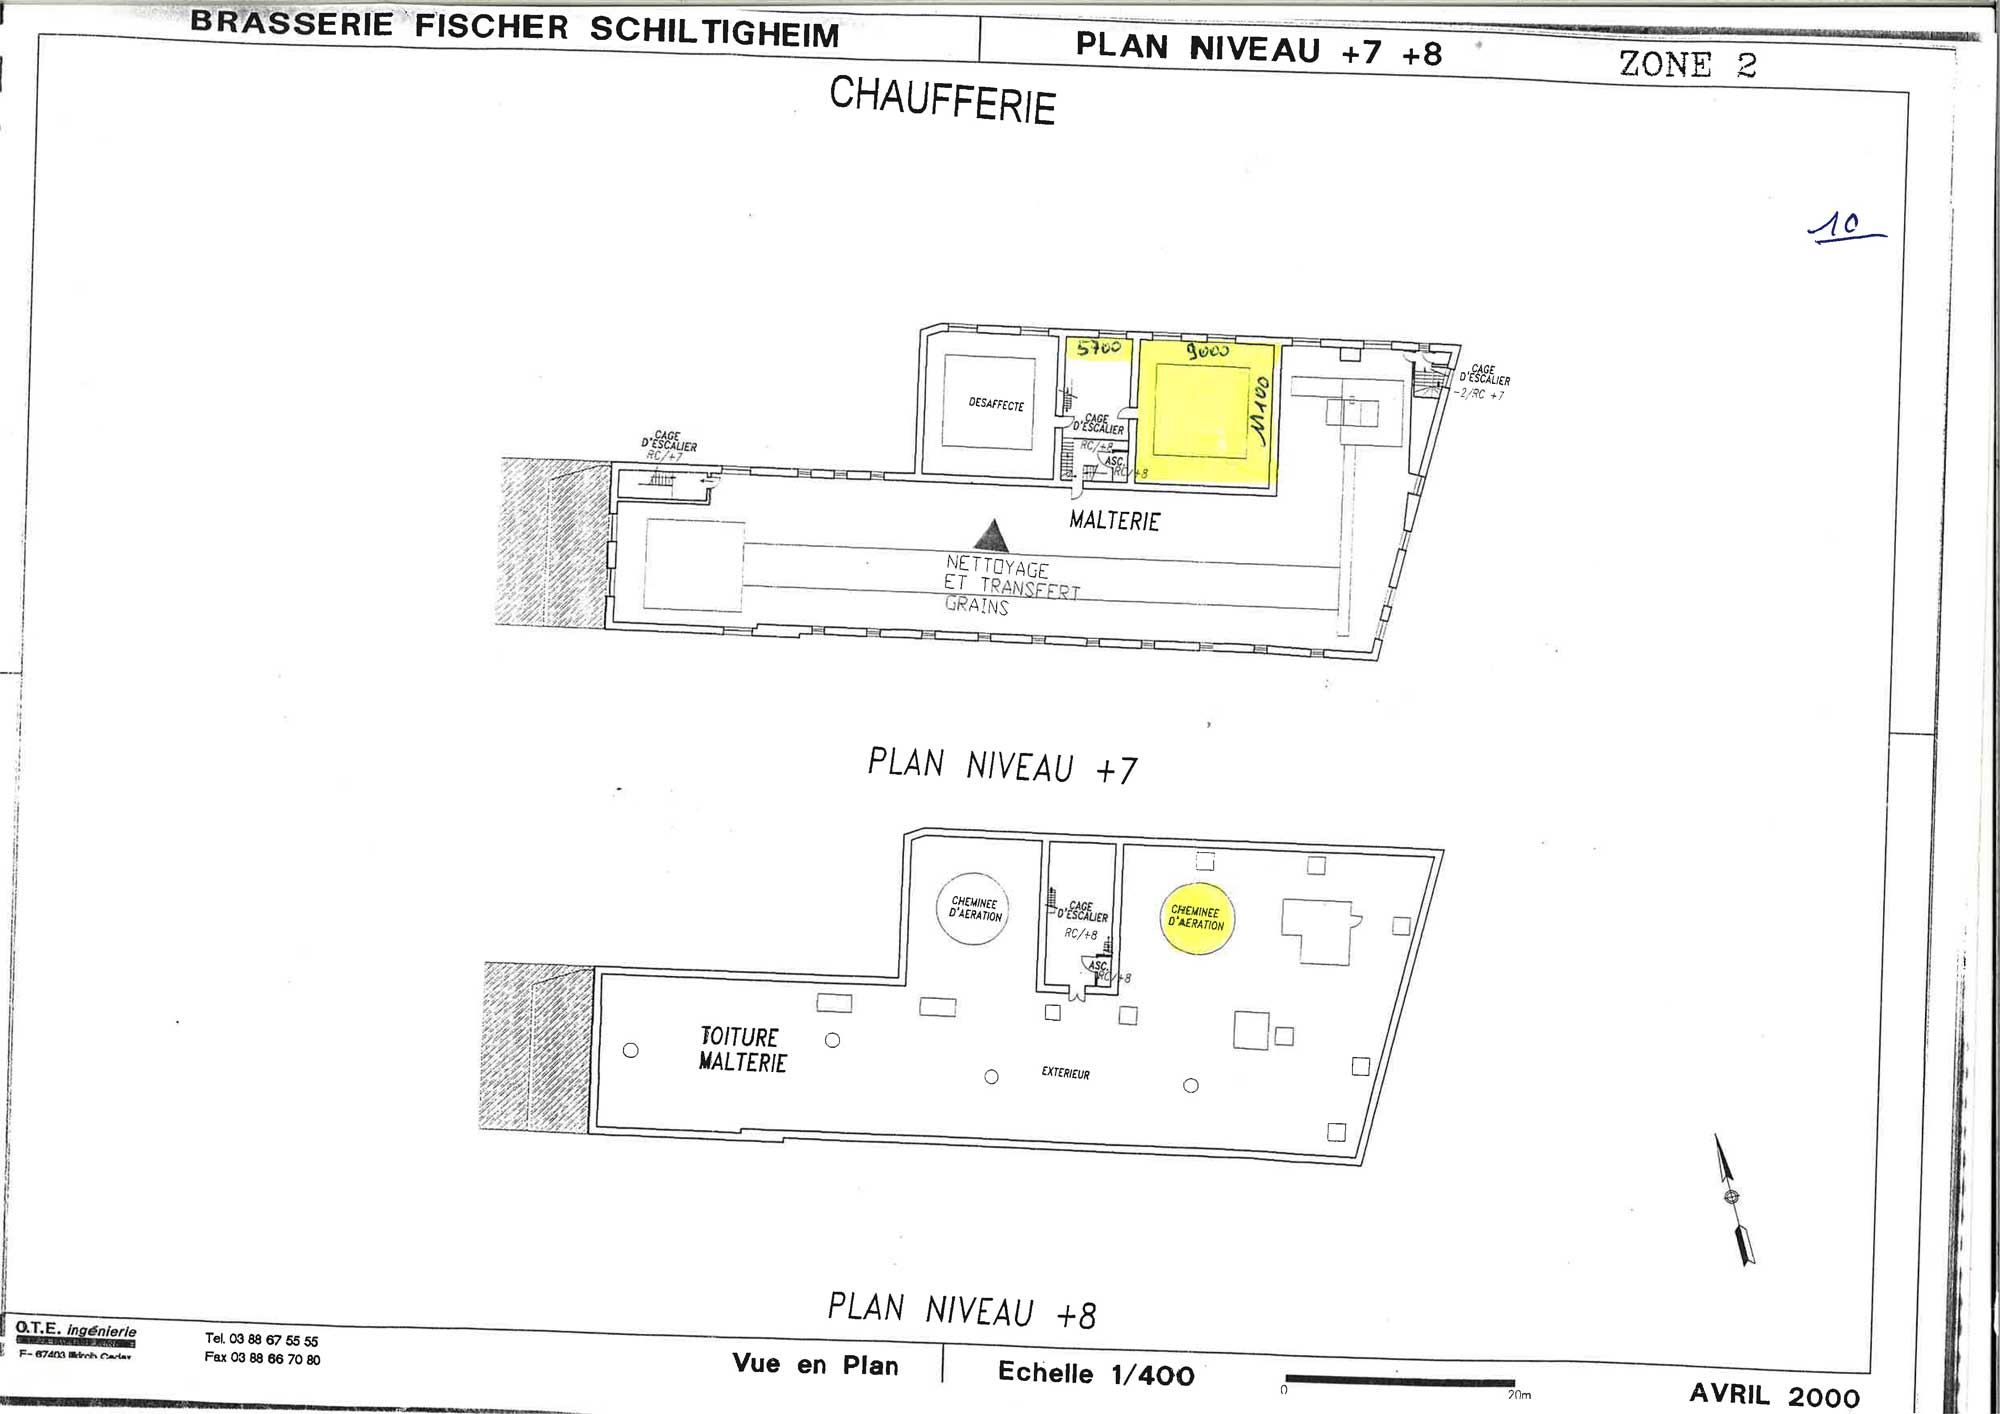 BRASSERIE FISCHER SCHILTIGHEIM
PLAN NIVEAU +7 +8
ZONE 2
CHAUFFERIE
10
5700
9000
11100
DESAFFECTE
CAGE
D'ESCALIER
RC/+8
ASC.
RC/+8
CAGE
D'ESCALIER
-2/RC +7
CAGE
D'ESCALIER
RC/+7
MALTERIE
NETTOYAGE
ET TRANSFERT
GRAINS
PLAN NIVEAU +7
CHEMINEE
D'AERATION
CAGE
D'ESCALIER
RC/+8
ASC.
RC/+8
CHEMINEE
D'AERATION
TOITURE
MALTERIE
EXTERIEUR
PLAN NIVEAU +8
O.T.E. ingénierie
F- 67403 Illkirch Cedex
Tel. 03 88 67 55 55
Fax 03 88 66 70 80
Vue en Plan
Echelle 1/400
0
20m
AVRIL 2000